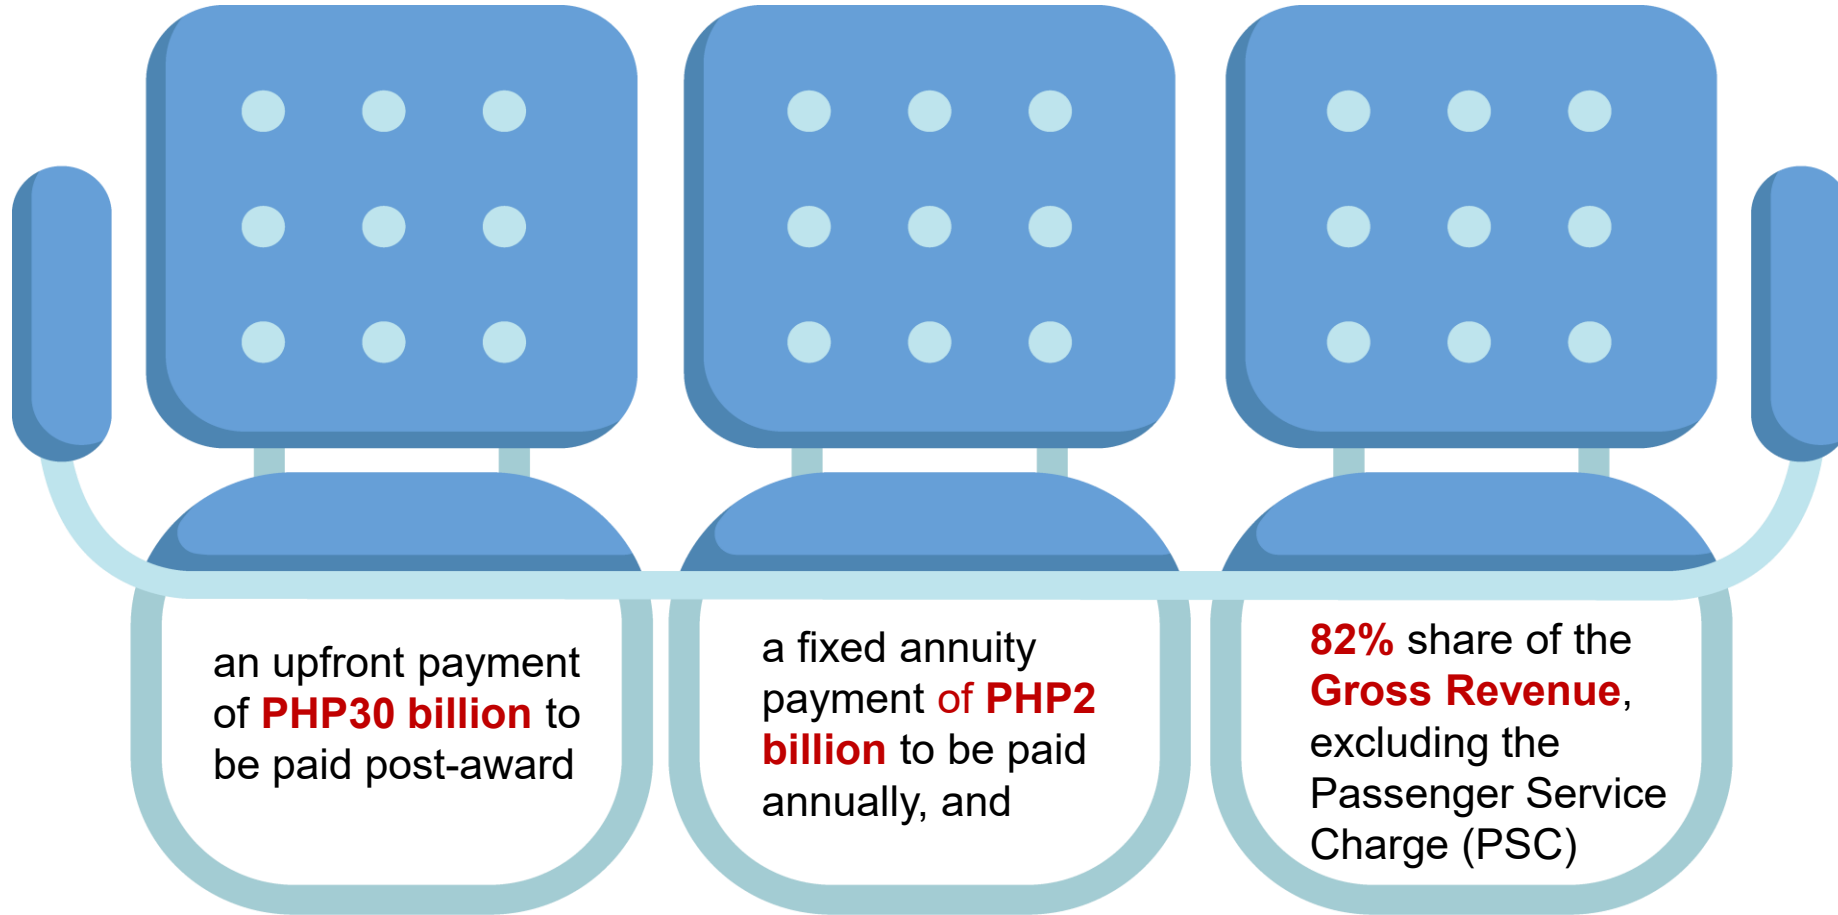 an upfront payment
of PHP30 billion to
be paid post-award
a fixed annuity
payment of PHP2
billion to be paid
annually, and
82% share of the
Gross Revenue,
excluding the
Passenger Service
Charge (PSC)